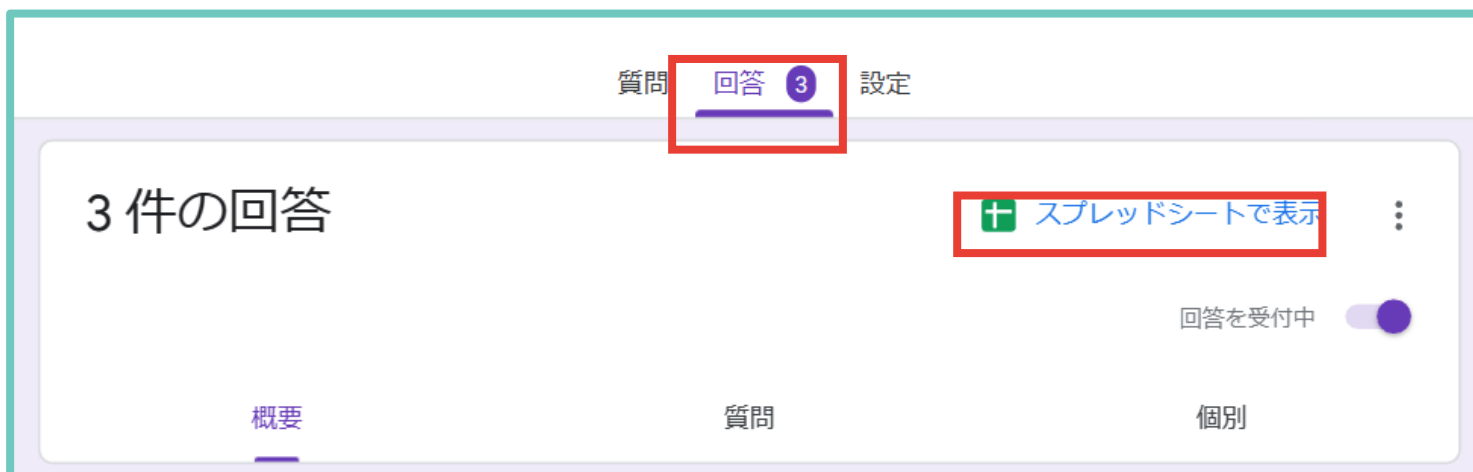 質問 回答 3 設定
3 件の回答 スプレッドシートで表示
回答を受付中
概要 質問 個別